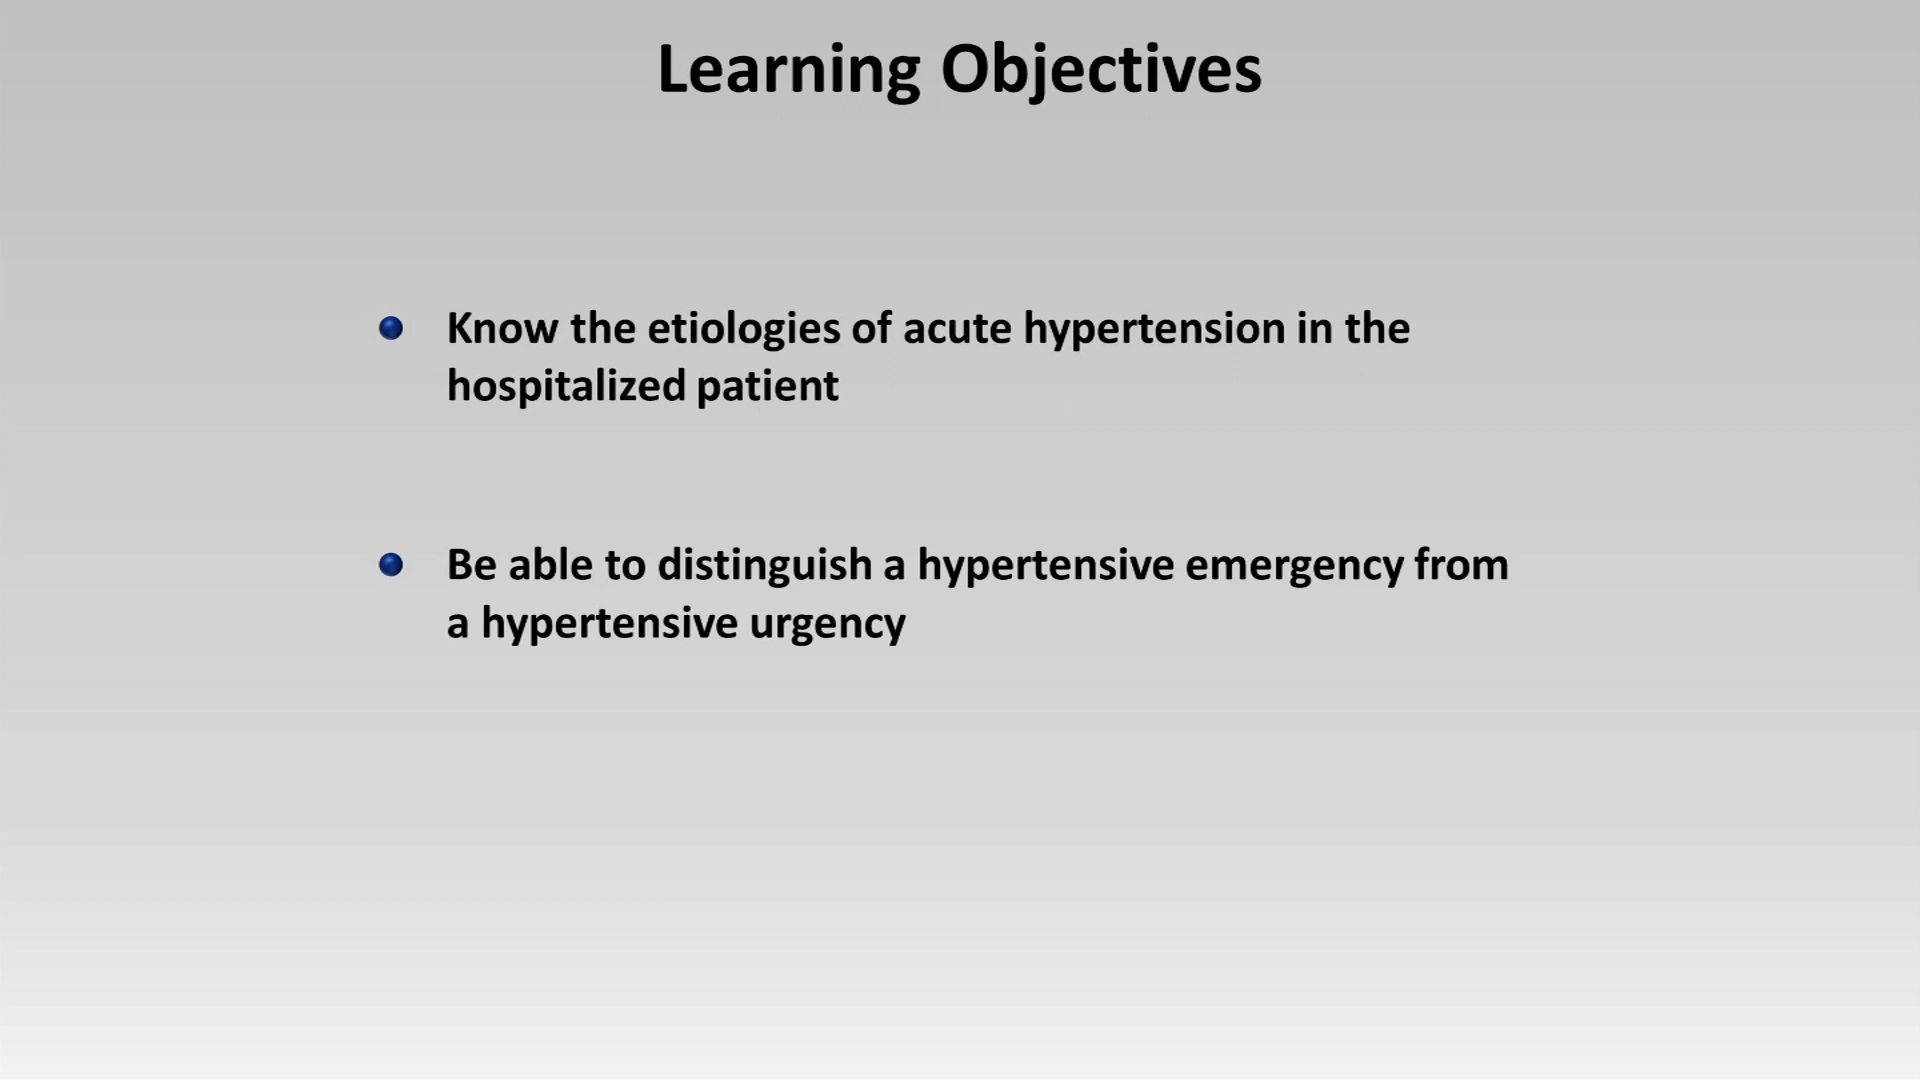 Learning Objectives
Know the etiologies of acute hypertension in the
hospitalized patient
Be able to distinguish a hypertensive emergency from
a hypertensive urgency